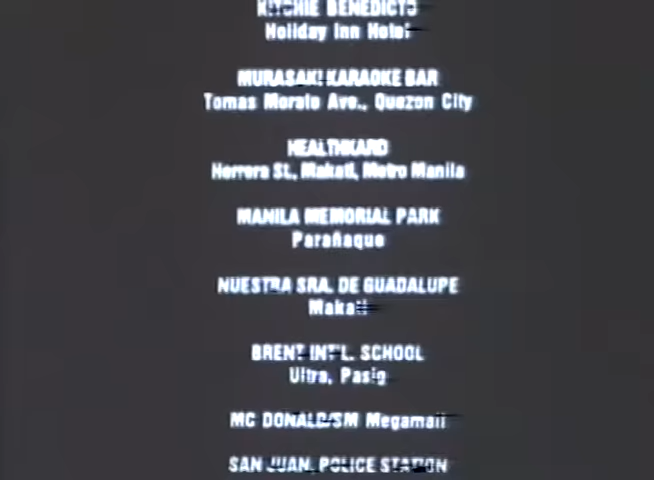 RITCHIE BENEDICTO
Holiday Inn Hotel
MURASAKI KARAOKE BAR
Tomas Morato Ave., Quezon City
HEALTHKARD
Herrera St., Makati, Metro Manila
MANILA MEMORIAL PARK
Parañaque
NUESTRA SRA. DE GUADALUPE
Makati
BRENT INT'L. SCHOOL
Ultra, Pasig
MC DONALD/SM Megamall
SAN JUAN POLICE STATION